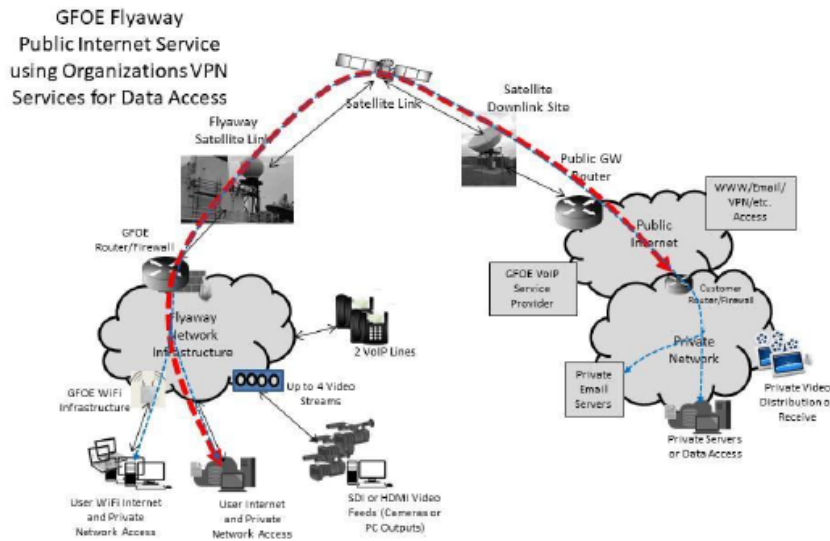 GFOE Flyaway
Public Internet Service
using Organizations VPN
Services for Data Access
Satellite Link
Satellite
Downlink Site
Flyaway
Satellite Link
Public GW
Router
WWW/Email/
VPN/etc.
Access
GFOE
Router/Firewall
Public
Internet
GFOE VoIP
Service
Provider
Customer
Router/Firewall
Flyaway
Network
Infrastructure
2 VoIP Lines
Private
Network
GFOE WiFi
Infrastructure
Up to 4 Video
Streams
Private
Email
Servers
Private Video
Distribution or
Receive
Private Servers
or Data Access
User WiFi Internet
and Private
Network Access
User Internet
and Private
Network Access
SDI or HDMI Video
Feeds (Cameras or
PC Outputs)